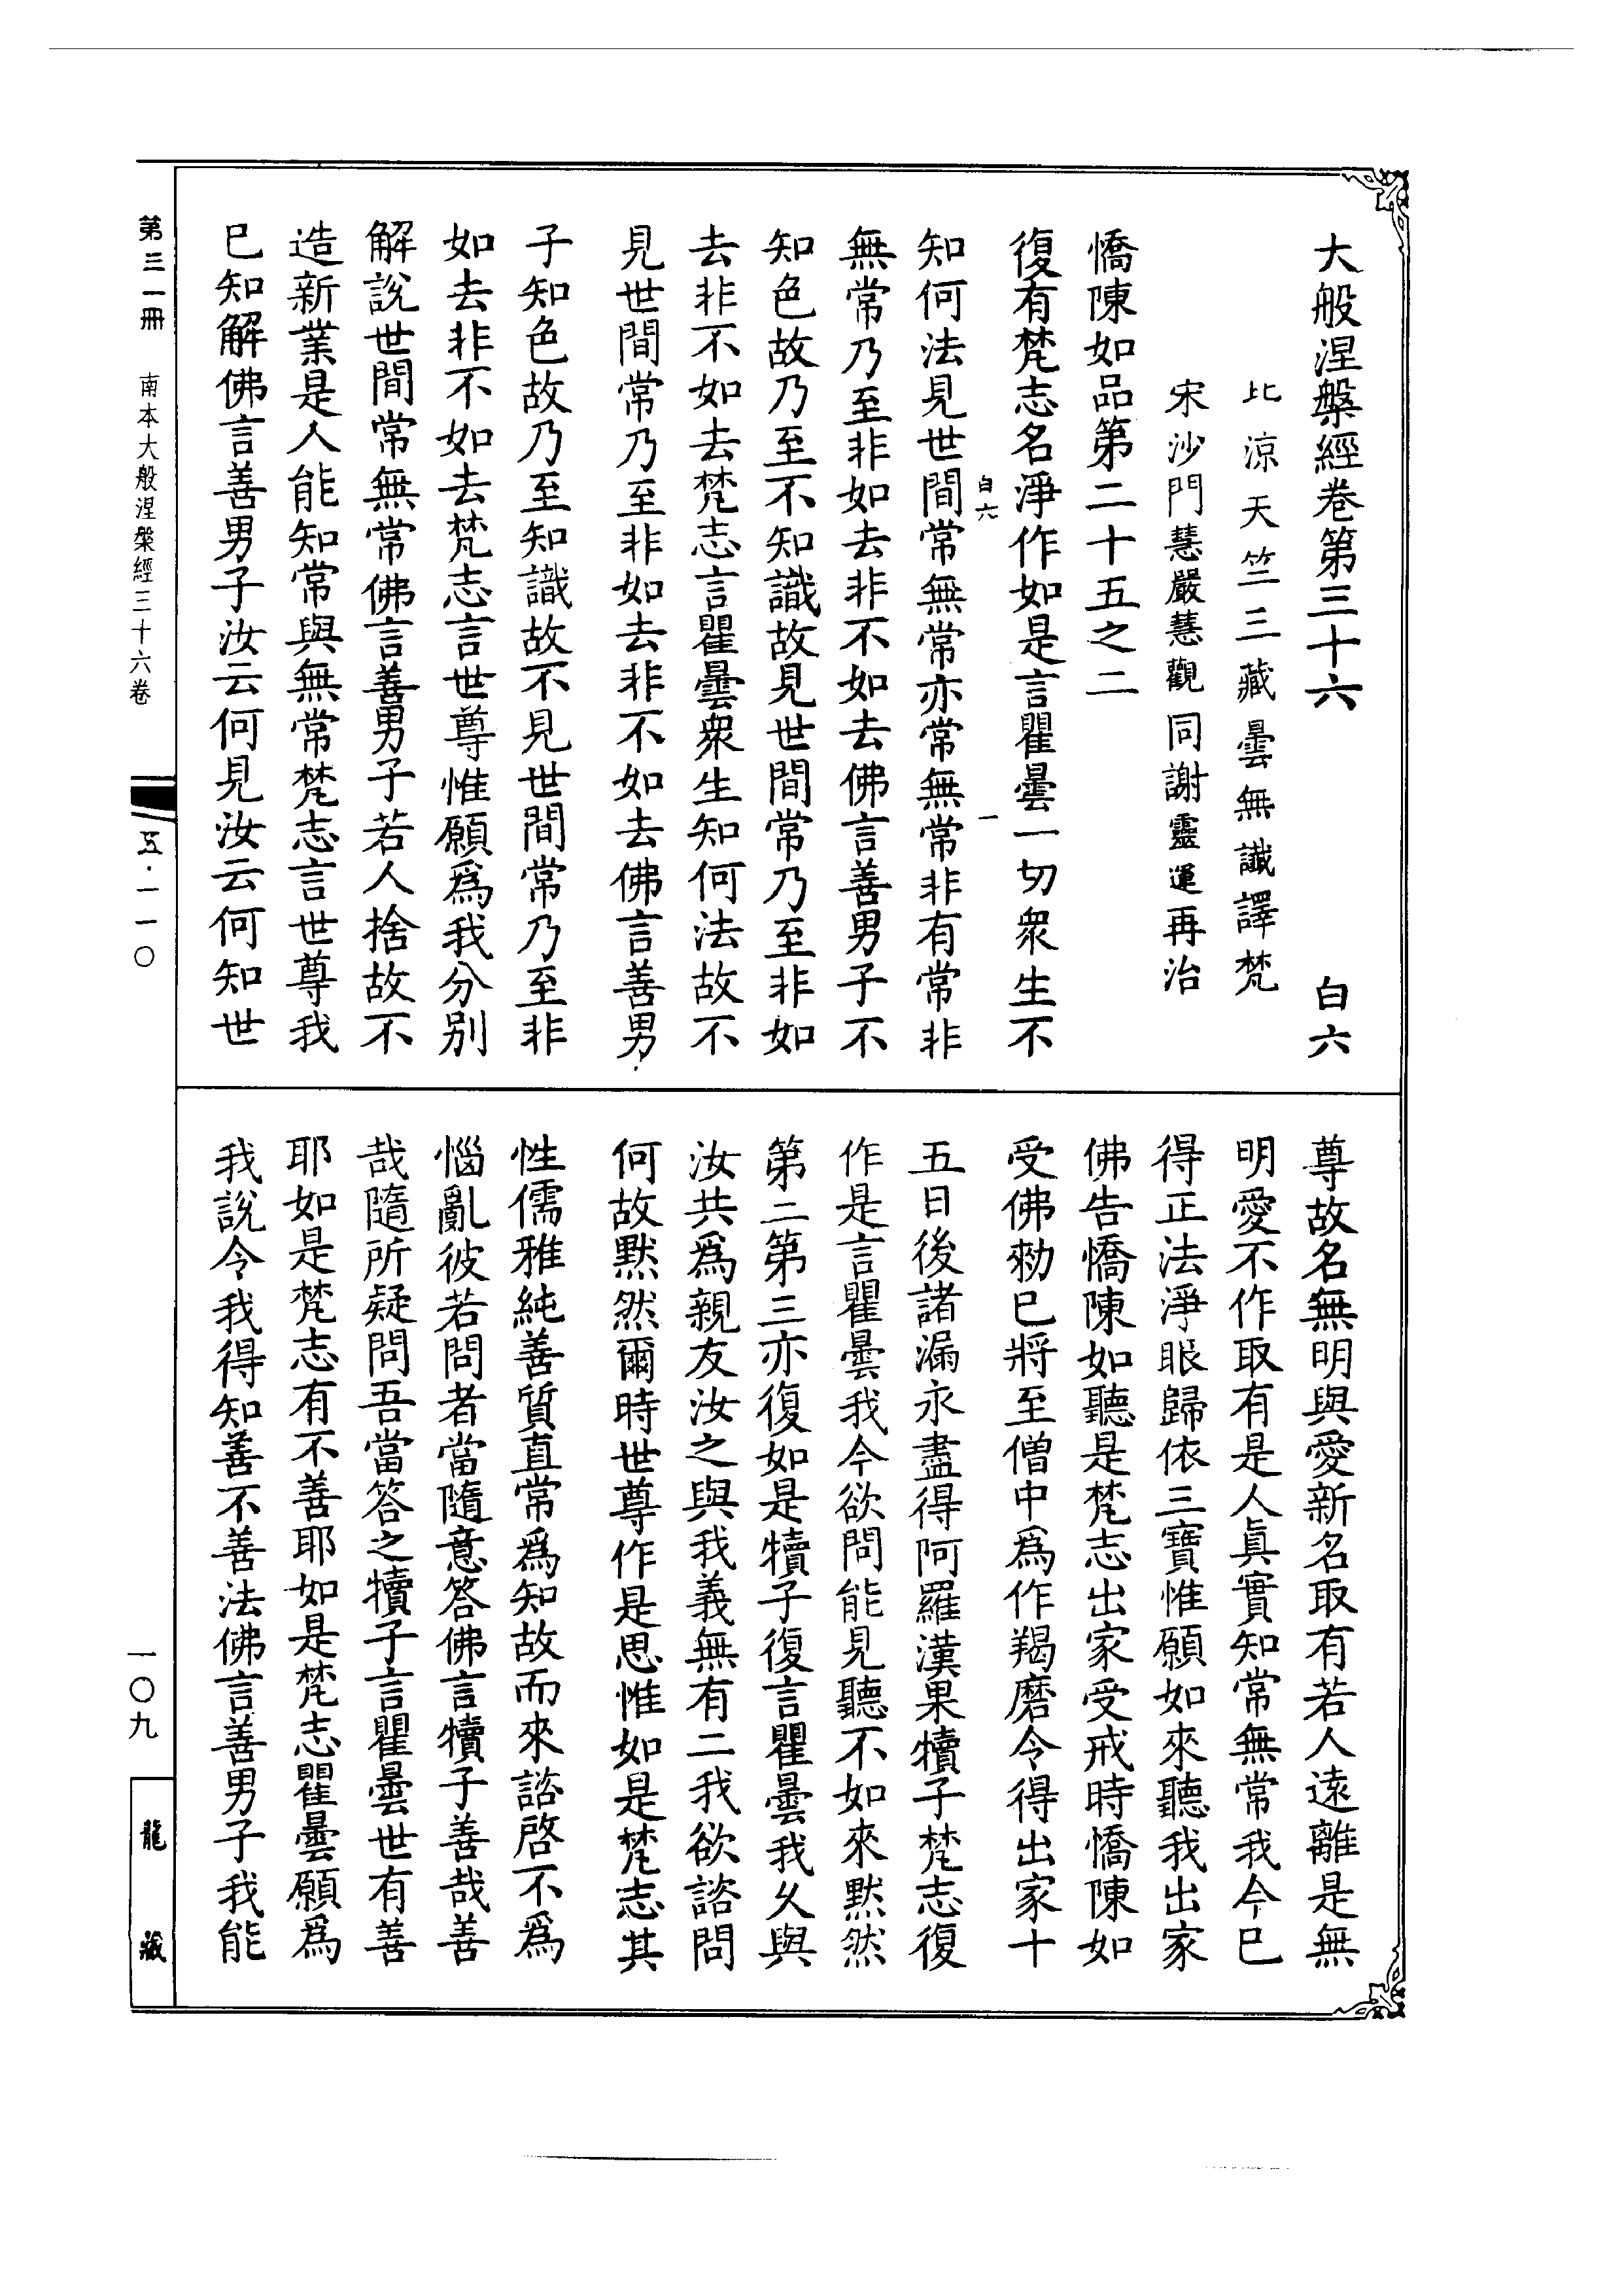 大般涅槃經卷第三十六　白六
比涼天竺三藏曇無讖譯梵
宋沙門慧嚴慧觀同謝靈運再治
憍陳如品第二十五之二
復有梵志名淨作如是言瞿曇一切衆生不
白六　一
知何法見世間常無常亦常無常非有常非
無常乃至非如去非不如去佛言善男子不
知色故乃至不知識故見世間常乃至非如
去非不如去梵志言瞿曇衆生知何法故不
見世間常乃至非如去非不如去佛言善男
子知色故乃至知識故不見世間常乃至非
如去非不如去梵志言世尊惟願爲我分別
解說世間常無常佛言善男子若人捨故不
造新業是人能知常與無常梵志言世尊我
已知解佛言善男子汝云何見汝云何知世
尊故名無明與愛新名取有若人遠離是無
明愛不作取有是人眞實知常無常我今已
得正法淨眼歸依三寶惟願如來聽我出家
佛告憍陳如聽是梵志出家受戒時憍陳如
受佛勑已將至僧中爲作羯磨令得出家十
五日後諸漏永盡得阿羅漢果犢子梵志復
作是言瞿曇我今欲問能見聽不如來默然
第二第三亦復如是犢子復言瞿曇我乆與
汝共爲親友汝之與我義無有二我欲諮問
何故默然爾時世尊作是思惟如是梵志其
性儒雅純善質直常爲知故而來諮啓不爲
惱亂彼若問者當隨意答佛言犢子善哉善
哉隨所疑問吾當答之犢子言瞿曇世有善
耶如是梵志有不善耶如是梵志瞿曇願爲
我說令我得知善不善法佛言善男子我能
第三一冊　南本大般涅槃經三十六卷
五·一一〇
一〇九
龍藏